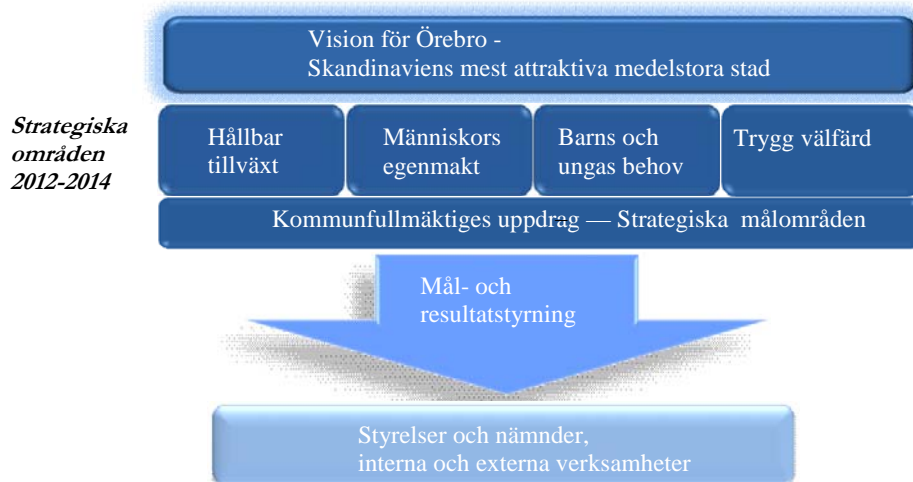 Vision för Örebro -
Skandinaviens mest attraktiva medelstora stad
Strategiska
områden
2012-2014
Hållbar
tillväxt
Människors
egenmakt
Barns och
ungas behov
Trygg välfärd
Kommunfullmäktiges uppdrag — Strategiska målområden
Mål- och
resultatstyrning
Styrelser och nämnder,
interna och externa verksamheter